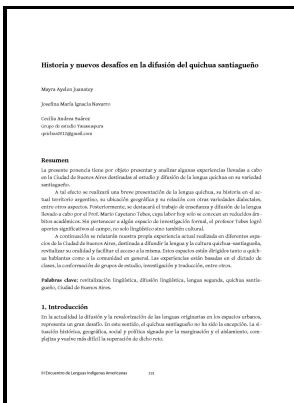 Historia y nuevos desafíos en la difusión del quichua santiagueño
Mayra Ayelen Juanatey
Josefina María Ignacia Navarro
Cecilia Andrea Suárez
Grupo de estudio Yanasupura
quichua2012@gmail.com
Resumen
La presente ponencia tiene por objeto presentar y analizar algunas experiencias llevadas a cabo
en la Ciudad de Buenos Aires destinadas al estudio y difusión de la lengua quichua en su variedad
santiagueña.
A tal efecto se realizará una breve presentación de la lengua quichua, su historia en el ac-
tual territorio argentino, su ubicación geográfica y su relación con otras variedades dialectales,
entre otros aspectos. Posteriormente, se destacará el trabajo de enseñanza y difusión de la lengua
llevado a cabo por el Prof. Mario Cayetano Tebes, cuya labor hoy solo se conoce en reducidos ám-
bitos académicos. Sin pertenecer a algún espacio de investigación formal, el profesor Tebes logró
aportes significativos al campo, no solo lingüístico sino también cultural.
A continuación se relatarán nuestra propia experiencia actual realizada en diferentes espa-
cios de la Ciudad de Buenos Aires, destinada a difundir la lengua y la cultura quichua-santiagueña,
revitalizar su oralidad y facilitar el acceso a la misma. Estos espacios están dirigidos tanto a quich-
uas hablantes como a la comunidad en general. Las experiencias están basadas en el dictado de
clases, la conformación de grupos de estudio, investigación y traducción, entre otros.
Palabras clave: revitalización lingüística, difusión lingüística, lengua segunda, quichua santia-
gueño, Ciudad de Buenos Aires.
1. Introducción
En la actualidad la difusión y la revalorización de las lenguas originarias en los espacios urbanos,
representa un gran desafío. En este sentido, el quichua santiagueño no ha sido la excepción. La si-
tuación histórica, geográfica, social y política signada por la marginación y el aislamiento, com-
plejiza y vuelve más difícil la superación de dicho reto.
III Encuentro de Lenguas Indígenas Americanas